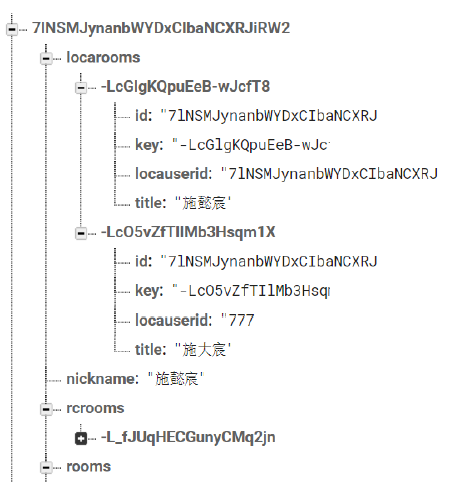 7lNSMJynanbWYDxCIbaNCXRJiRW2
locarooms
-LcGlgKQpuEeB-wJcfT8
id: "7lNSMJynanbWYDxCIbaNCXRJ
key: "-LcGlgKQpuEeB-wJc
locauserid: "7lNSMJynanbWYDxCIbaNCXRJ
title: "施懿宸"
-LcO5vZfTIlMb3Hsqm1X
id: "7lNSMJynanbWYDxCIbaNCXRJ
key: "-LcO5vZfTIlMb3Hsqm
locauserid: "777
title: "施大宸"
nickname: "施懿宸"
rcrooms
-L_fJUqHECGunyCMq2jn
rooms